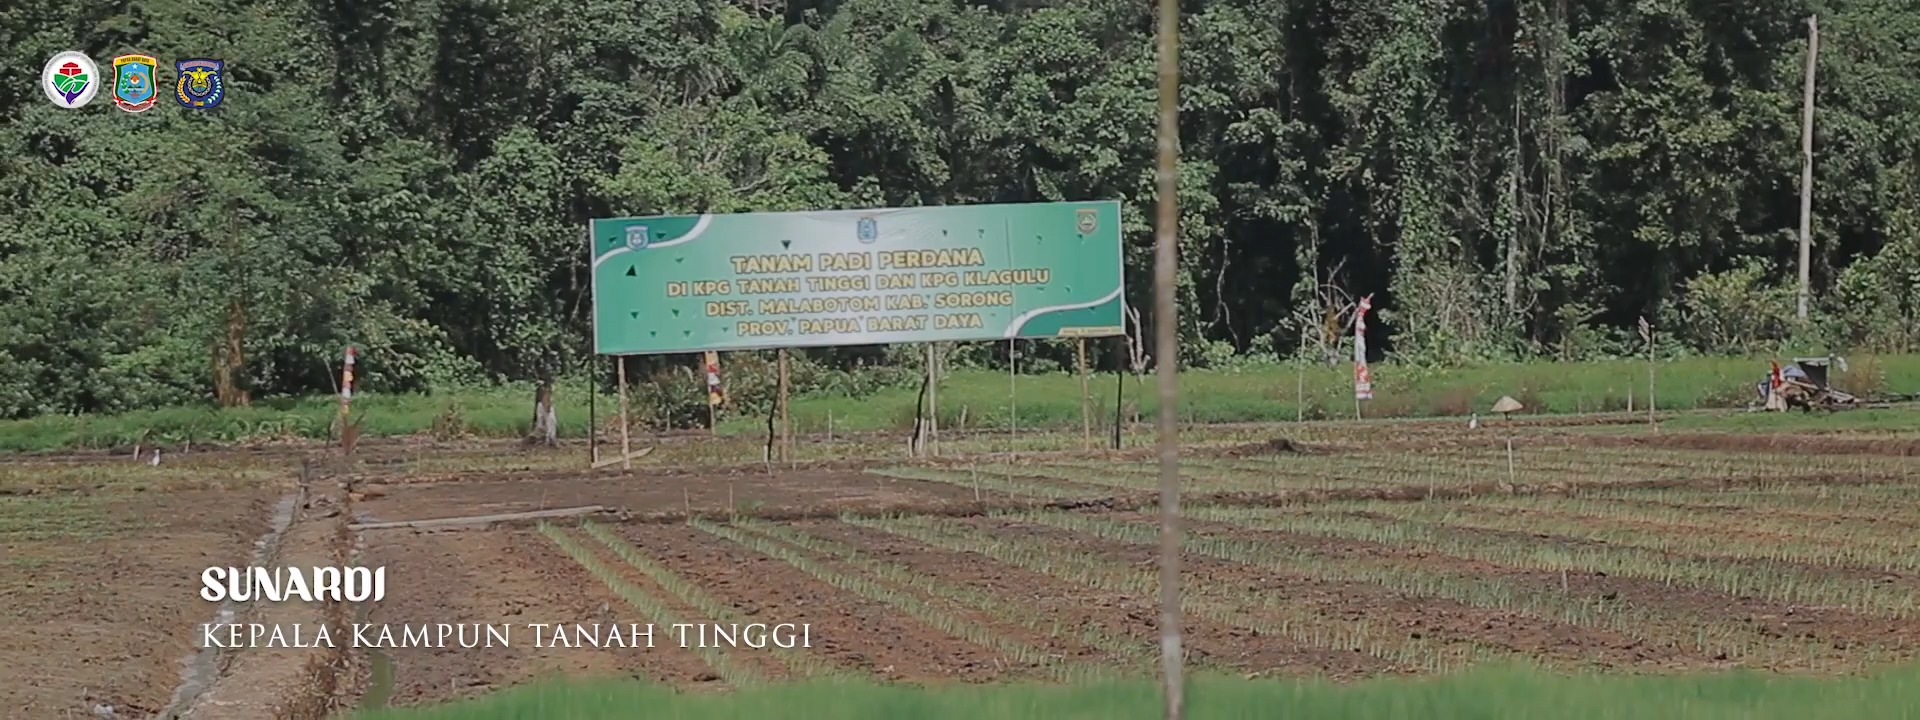 TANAM PADI PERDANA
DI KPG TANAH TINGGI DAN KPG KLAGULU
DIST. MALABOTOM KAB. SORONG
PROV. PAPUA BARAT DAYA
SUNARDI
KEPALA KAMPUN TANAH TINGGI